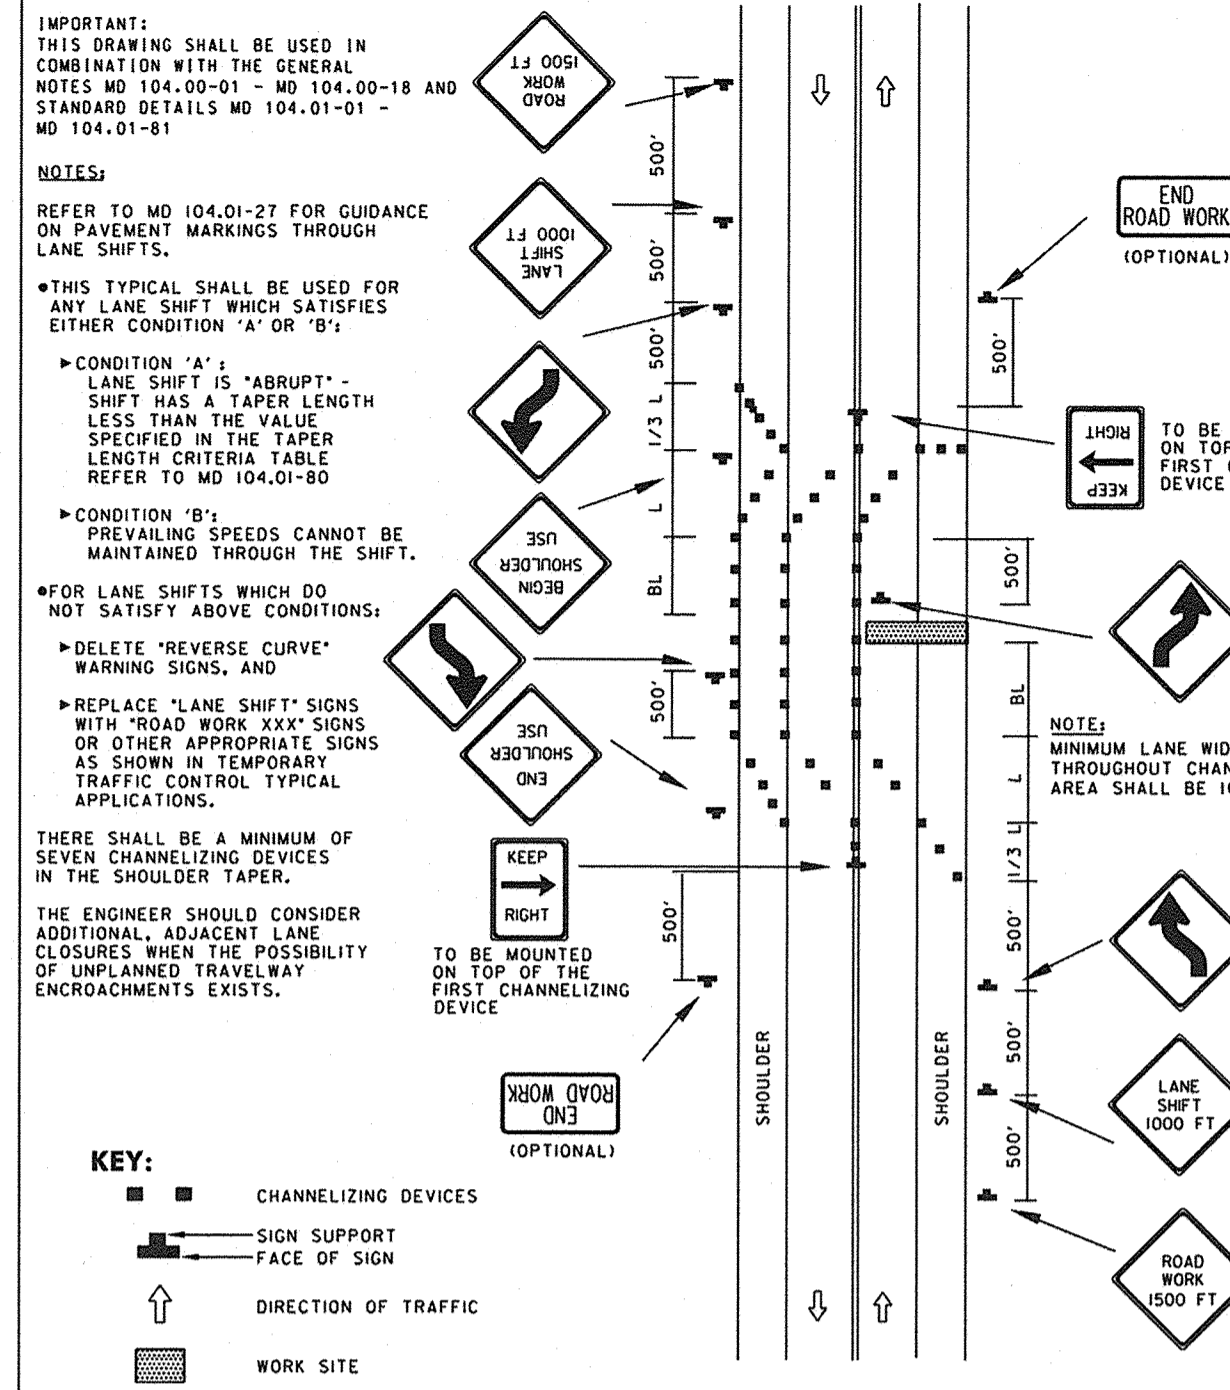 IMPORTANT:
THIS DRAWING SHALL BE USED IN
COMBINATION WITH THE GENERAL
NOTES MD 104.00-01 - MD 104.00-18 AND
STANDARD DETAILS MD 104.01-01 -
MD 104.01-81
NOTES:
REFER TO MD 104.01-27 FOR GUIDANCE
ON PAVEMENT MARKINGS THROUGH
LANE SHIFTS.
●THIS TYPICAL SHALL BE USED FOR
ANY LANE SHIFT WHICH SATISFIES
EITHER CONDITION 'A' OR 'B':
►CONDITION 'A':
LANE SHIFT IS "ABRUPT" -
SHIFT HAS A TAPER LENGTH
LESS THAN THE VALUE
SPECIFIED IN THE TAPER
LENGTH CRITERIA TABLE
REFER TO MD 104.01-80
►CONDITION 'B':
PREVAILING SPEEDS CANNOT BE
MAINTAINED THROUGH THE SHIFT.
●FOR LANE SHIFTS WHICH DO
NOT SATISFY ABOVE CONDITIONS:
►DELETE "REVERSE CURVE"
WARNING SIGNS, AND
►REPLACE "LANE SHIFT" SIGNS
WITH "ROAD WORK XXX" SIGNS
OR OTHER APPROPRIATE SIGNS
AS SHOWN IN TEMPORARY
TRAFFIC CONTROL TYPICAL
APPLICATIONS.
THERE SHALL BE A MINIMUM OF
SEVEN CHANNELIZING DEVICES
IN THE SHOULDER TAPER.
THE ENGINEER SHOULD CONSIDER
ADDITIONAL, ADJACENT LANE
CLOSURES WHEN THE POSSIBILITY
OF UNPLANNED TRAVELWAY
ENCROACHMENTS EXISTS.
KEY:
CHANNELIZING DEVICES
SIGN SUPPORT
FACE OF SIGN
DIRECTION OF TRAFFIC
WORK SITE
ROAD
WORK
1500 FT
LANE
SHIFT
1000 FT
BEGIN
SHOULDER
USE
END
SHOULDER
USE
KEEP
RIGHT
TO BE MOUNTED
ON TOP OF THE
FIRST CHANNELIZING
DEVICE
END
ROAD WORK
(OPTIONAL)
500'
500'
500'
1/3 L
L
BL
500'
500'
SHOULDER
SHOULDER
END
ROAD WORK
(OPTIONAL)
500'
KEEP
RIGHT
TO BE
ON TOP
FIRST
DEVICE
500'
BL
NOTE:
MINIMUM LANE WID
THROUGHOUT CHAN
AREA SHALL BE 1
L
1/3 L
500'
500'
500'
LANE
SHIFT
1000 FT
ROAD
WORK
1500 FT